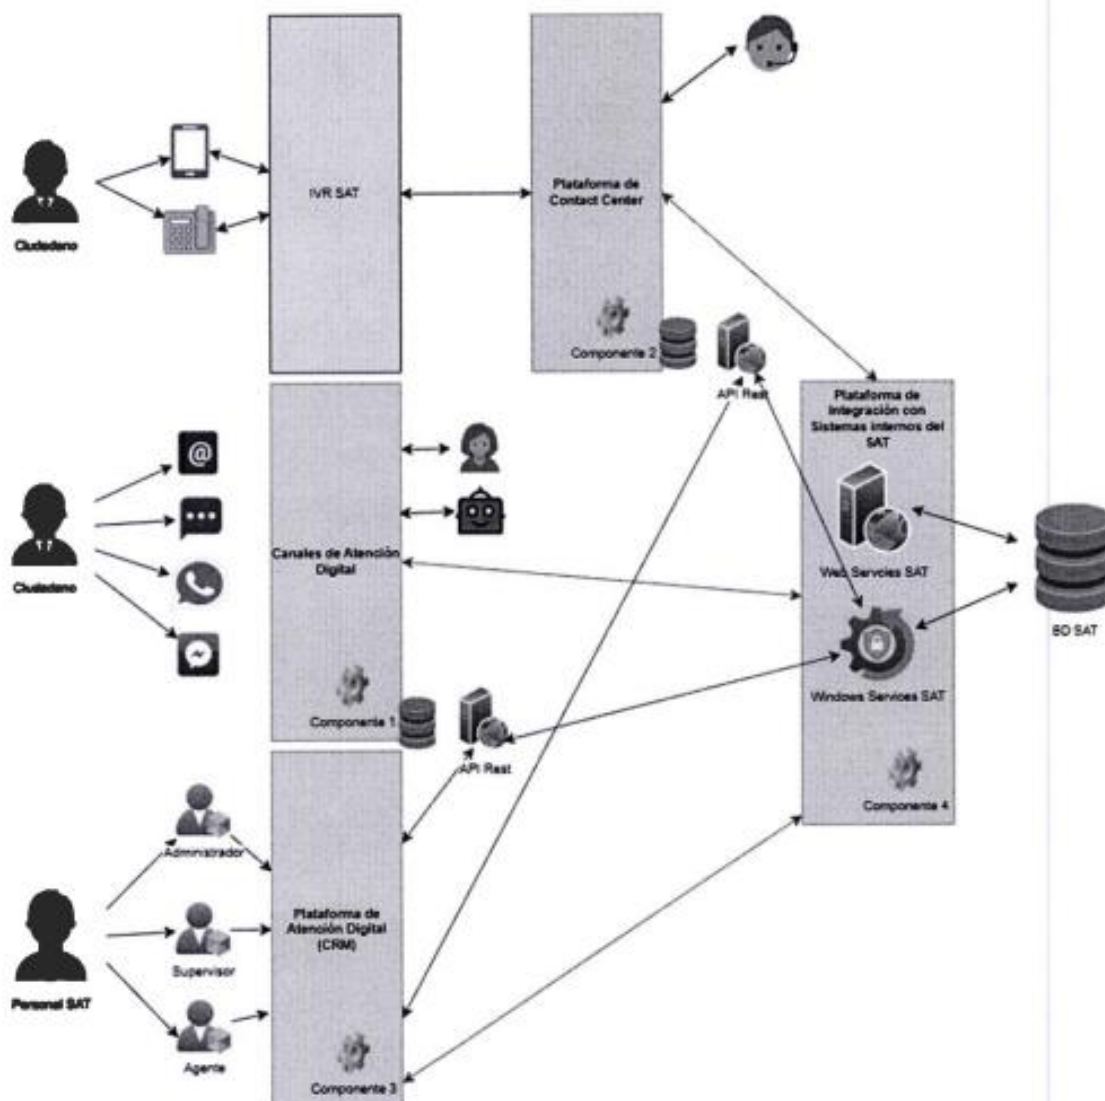 Ciudadano
IVR SAT
Plataforma de
Contact Center
Componente 2
API Rest
Ciudadano
@
Canales de Atención
Digital
Componente 1
API Rest
Plataforma de
Integración con
Sistemas internos del
SAT
Web Servcies SAT
Windows Services SAT
Componente 4
BD SAT
Personal SAT
Administrador
Supervisor
Agente
Plataforma de
Atención Digital
(CRM)
Componente 3